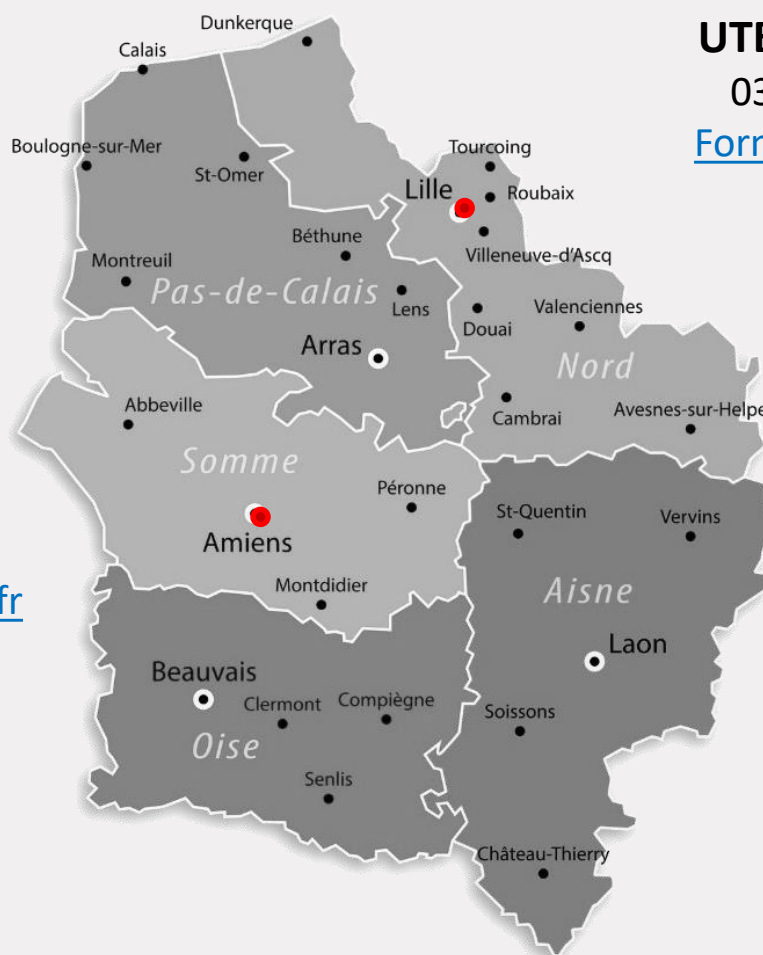 Dunkerque
UTE
Calais
03
Forr
Boulogne-sur-Mer
Tourcoing
St-Omer
Lille
Roubaix
Béthune
Villeneuve-d'Ascq
Montreuil
Pas-de-Calais
Lens
Valenciennes
Douai
Arras
Nord
Abbeville
Cambrai
Avesnes-sur-Helpe
Somme
Péronne
St-Quentin
Vervins
Amiens
Montdidier
Aisne
fr
Laon
Beauvais
Clermont
Compiègne
Soissons
Oise
Senlis
Château-Thierry